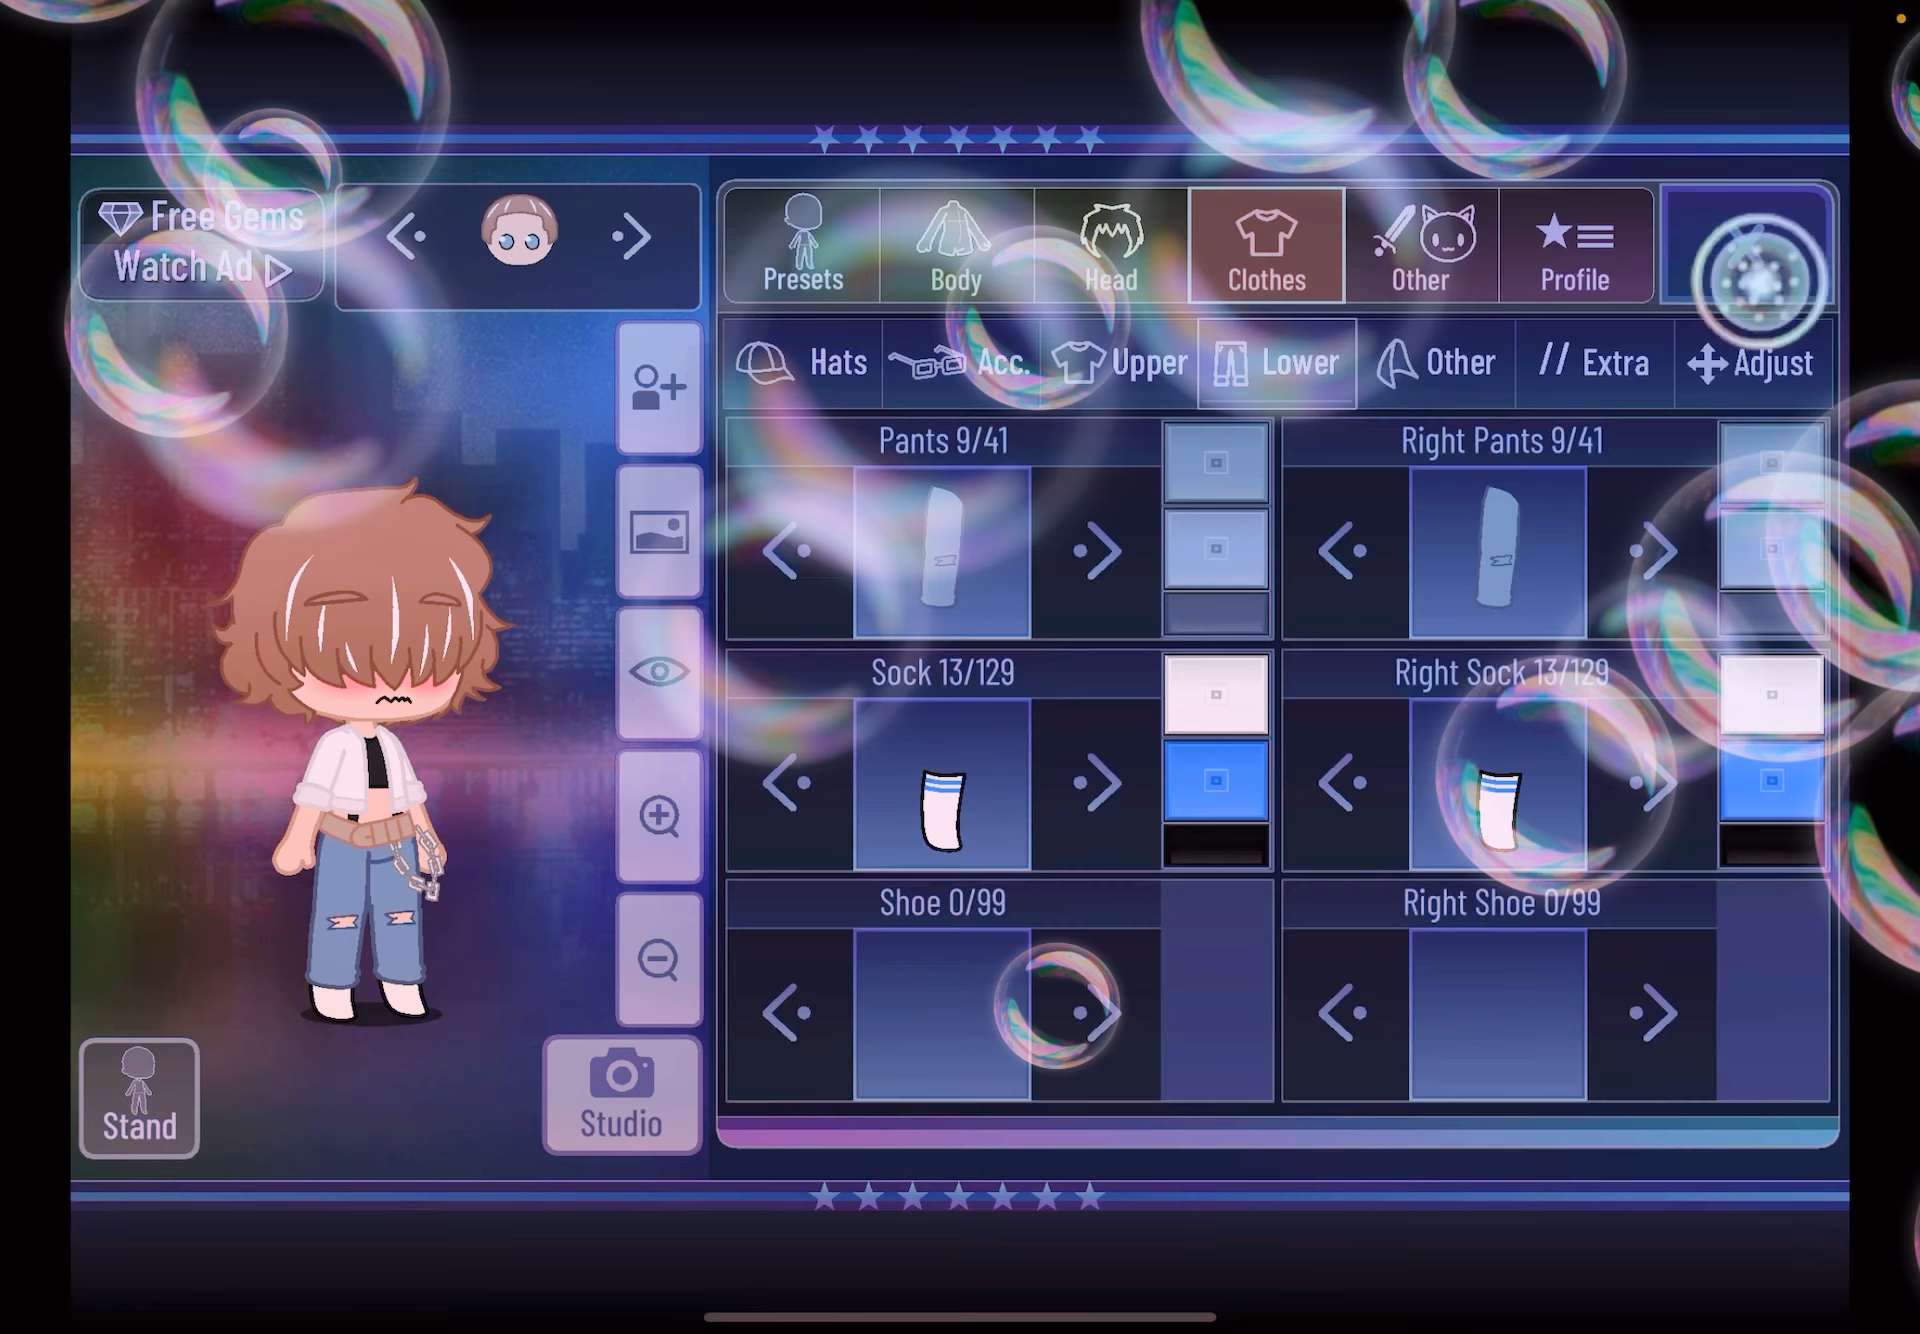 Free Gems
Watch Ad
Presets
Body
Head
Clothes
Other
Profile
Hats
Acc.
Upper
Lower
Other
Extra
Adjust
Pants 9/41
Right Pants 9/41
Sock 13/129
Right Sock 13/129
Shoe 0/99
Right Shoe 0/99
Stand
Studio